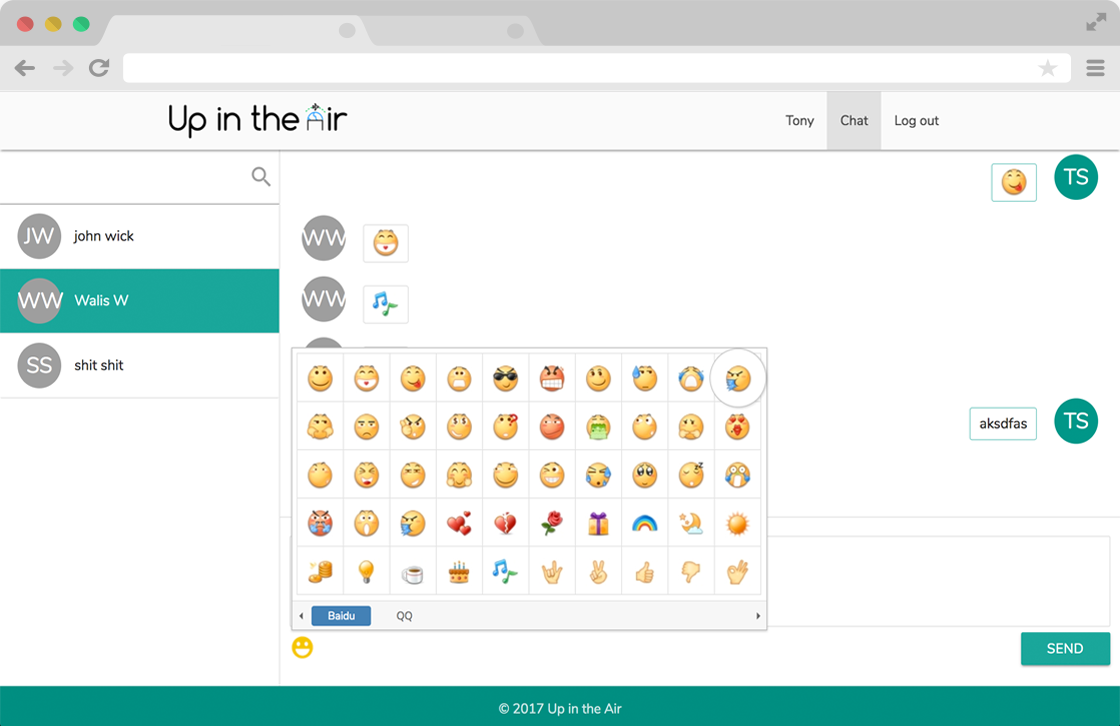 Up in the Air
Tony
Chat
Log out
TS
JW
john wick
WW
Walis W
SS
shit shit
WW
WW
TS
aksdfas
Baidu
QQ
SEND
© 2017 Up in the Air